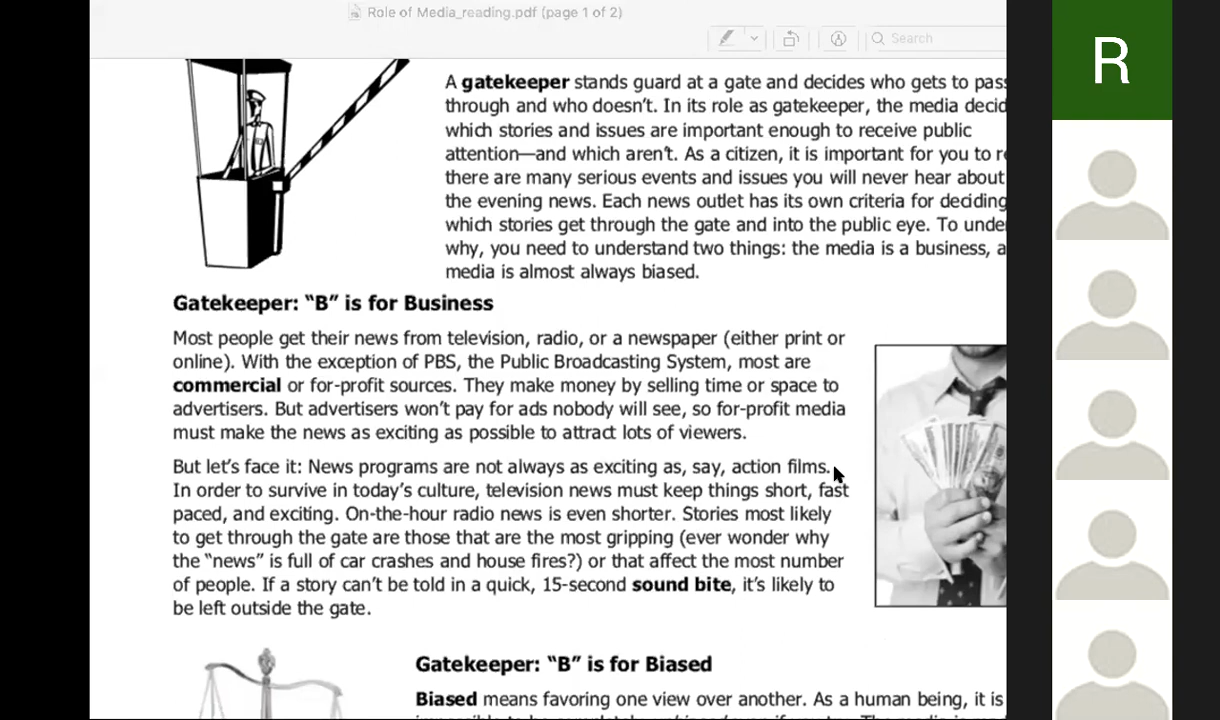 Role of Media_reading.pdf (page 1 of 2)
Search
R
A gatekeeper stands guard at a gate and decides who gets to pass
through and who doesn't. In its role as gatekeeper, the media decid
which stories and issues are important enough to receive public
attention—and which aren't. As a citizen, it is important for you to r
there are many serious events and issues you will never hear about
the evening news. Each news outlet has its own criteria for deciding
which stories get through the gate and into the public eye. To unde
why, you need to understand two things: the media is a business, a
media is almost always biased.
Gatekeeper: “B” is for Business
Most people get their news from television, radio, or a newspaper (either print or
online). With the exception of PBS, the Public Broadcasting System, most are
commercial or for-profit sources. They make money by selling time or space to
advertisers. But advertisers won't pay for ads nobody will see, so for-profit media
must make the news as exciting as possible to attract lots of viewers.
But let's face it: News programs are not always as exciting as, say, action films.
In order to survive in today's culture, television news must keep things short, fast
paced, and exciting. On-the-hour radio news is even shorter. Stories most likely
to get through the gate are those that are the most gripping (ever wonder why
the “news” is full of car crashes and house fires?) or that affect the most number
of people. If a story can't be told in a quick, 15-second sound bite, it's likely to
be left outside the gate.
Gatekeeper: “B” is for Biased
Biased means favoring one view over another. As a human being, it is